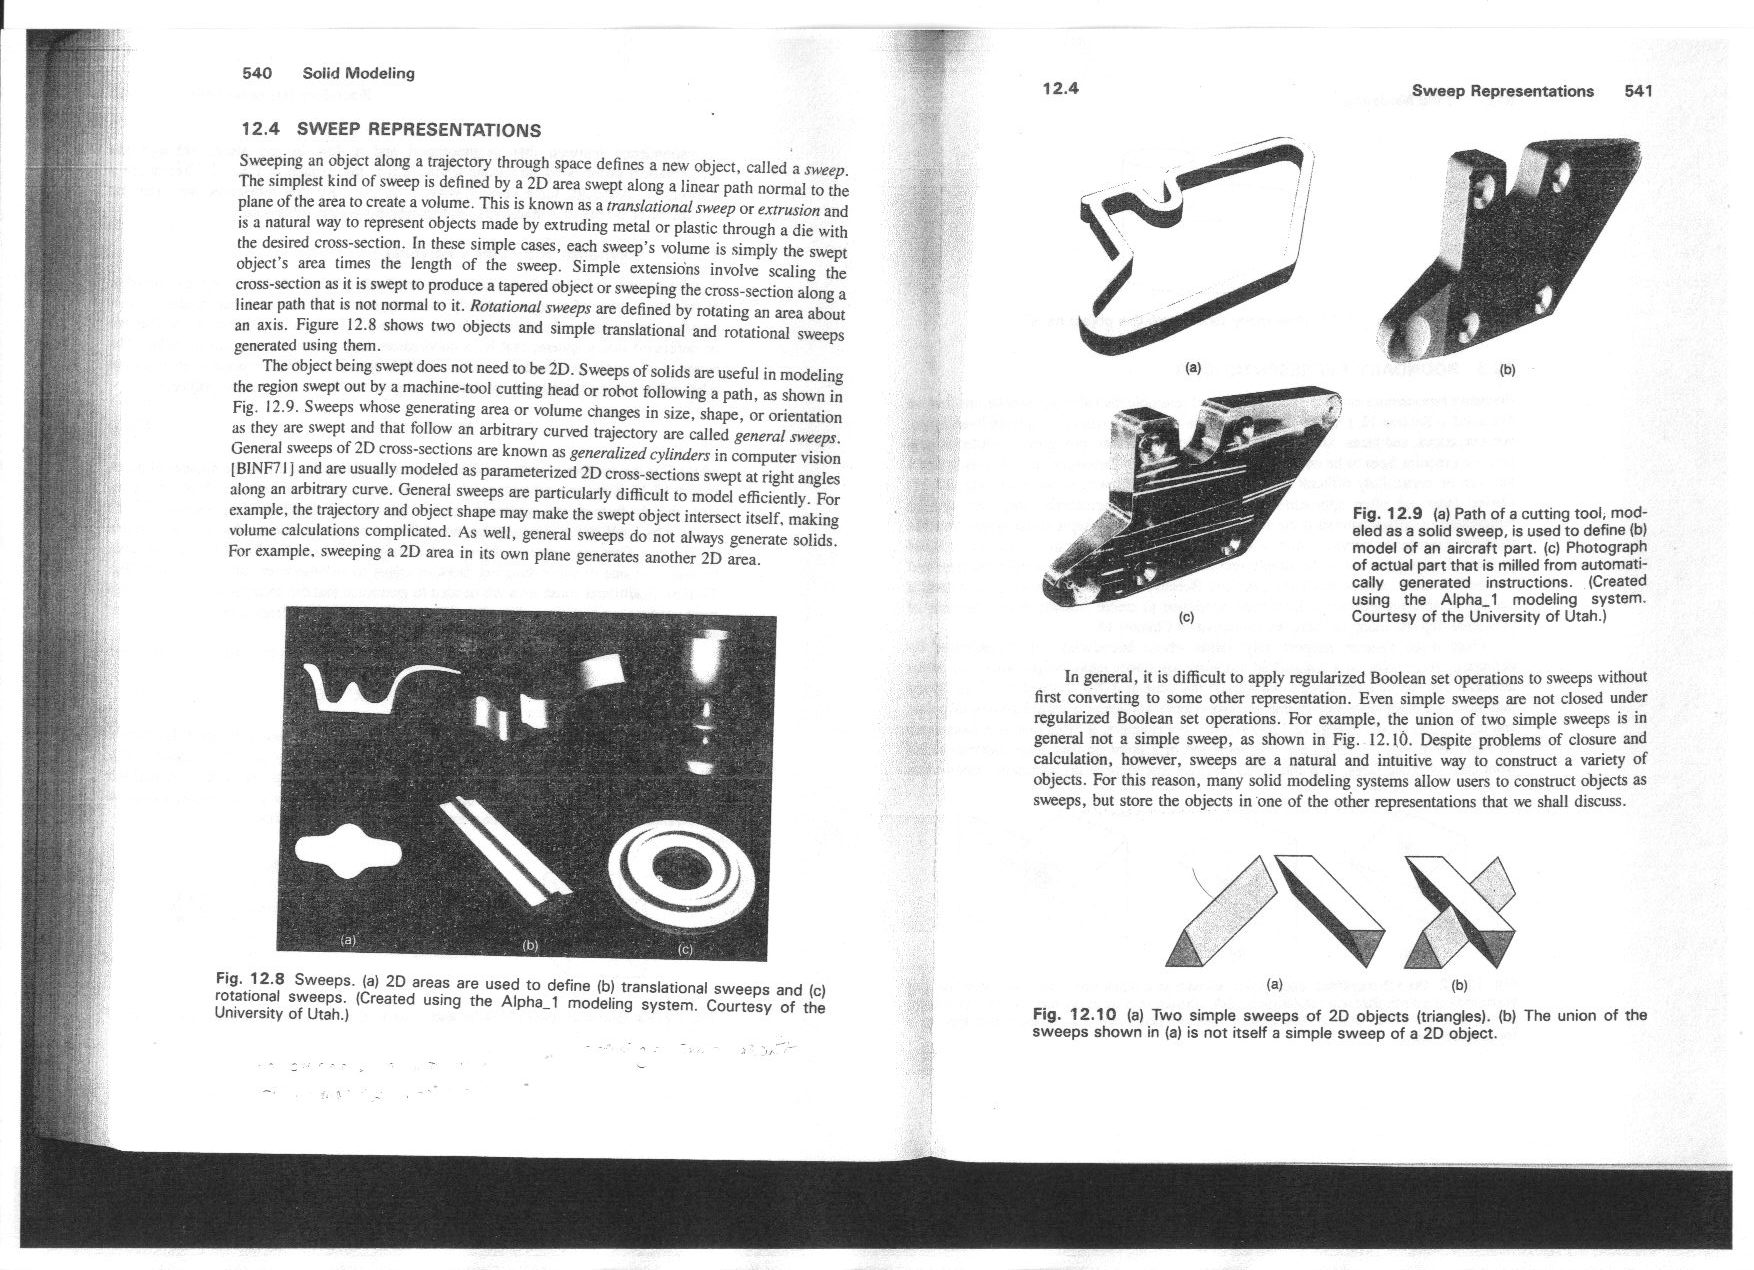 540 Solid Modeling
12.4 SWEEP REPRESENTATIONS
Sweeping an object along a trajectory through space defines a new object, called a sweep.
The simplest kind of sweep is defined by a 2D area swept along a linear path normal to the
plane of the area to create a volume. This is known as a translational sweep or extrusion and
is a natural way to represent objects made by extruding metal or plastic through a die with
the desired cross-section. In these simple cases, each sweep's volume is simply the swept
object's area times the length of the sweep. Simple extensions involve scaling the
cross-section as it is swept to produce a tapered object or sweeping the cross-section along a
linear path that is not normal to it. Rotational sweeps are defined by rotating an area about
an axis. Figure 12.8 shows two objects and simple translational and rotational sweeps
generated using them.
The object being swept does not need to be 2D. Sweeps of solids are useful in modeling
the region swept out by a machine-tool cutting head or robot following a path, as shown in
Fig. 12.9. Sweeps whose generating area or volume changes in size, shape, or orientation
as they are swept and that follow an arbitrary curved trajectory are called general sweeps.
General sweeps of 2D cross-sections are known as generalized cylinders in computer vision
[BINF71] and are usually modeled as parameterized 2D cross-sections swept at right angles
along an arbitrary curve. General sweeps are particularly difficult to model efficiently. For
example, the trajectory and object shape may make the swept object intersect itself, making
volume calculations complicated. As well, general sweeps do not always generate solids.
For example, sweeping a 2D area in its own plane generates another 2D area.
(a) (b) (c)
Fig. 12.8 Sweeps. (a) 2D areas are used to define (b) translational sweeps and (c)
rotational sweeps. (Created using the Alpha_1 modeling system. Courtesy of the
University of Utah.)
12.4 Sweep Representations 541
(a) (b)
(c)
Fig. 12.9 (a) Path of a cutting tool, mod-
eled as a solid sweep, is used to define (b)
model of an aircraft part. (c) Photograph
of actual part that is milled from automati-
cally generated instructions. (Created
using the Alpha_1 modeling system.
Courtesy of the University of Utah.)
In general, it is difficult to apply regularized Boolean set operations to sweeps without
first converting to some other representation. Even simple sweeps are not closed under
regularized Boolean set operations. For example, the union of two simple sweeps is in
general not a simple sweep, as shown in Fig. 12.10. Despite problems of closure and
calculation, however, sweeps are a natural and intuitive way to construct a variety of
objects. For this reason, many solid modeling systems allow users to construct objects as
sweeps, but store the objects in one of the other representations that we shall discuss.
(a) (b)
Fig. 12.10 (a) Two simple sweeps of 2D objects (triangles). (b) The union of the
sweeps shown in (a) is not itself a simple sweep of a 2D object.